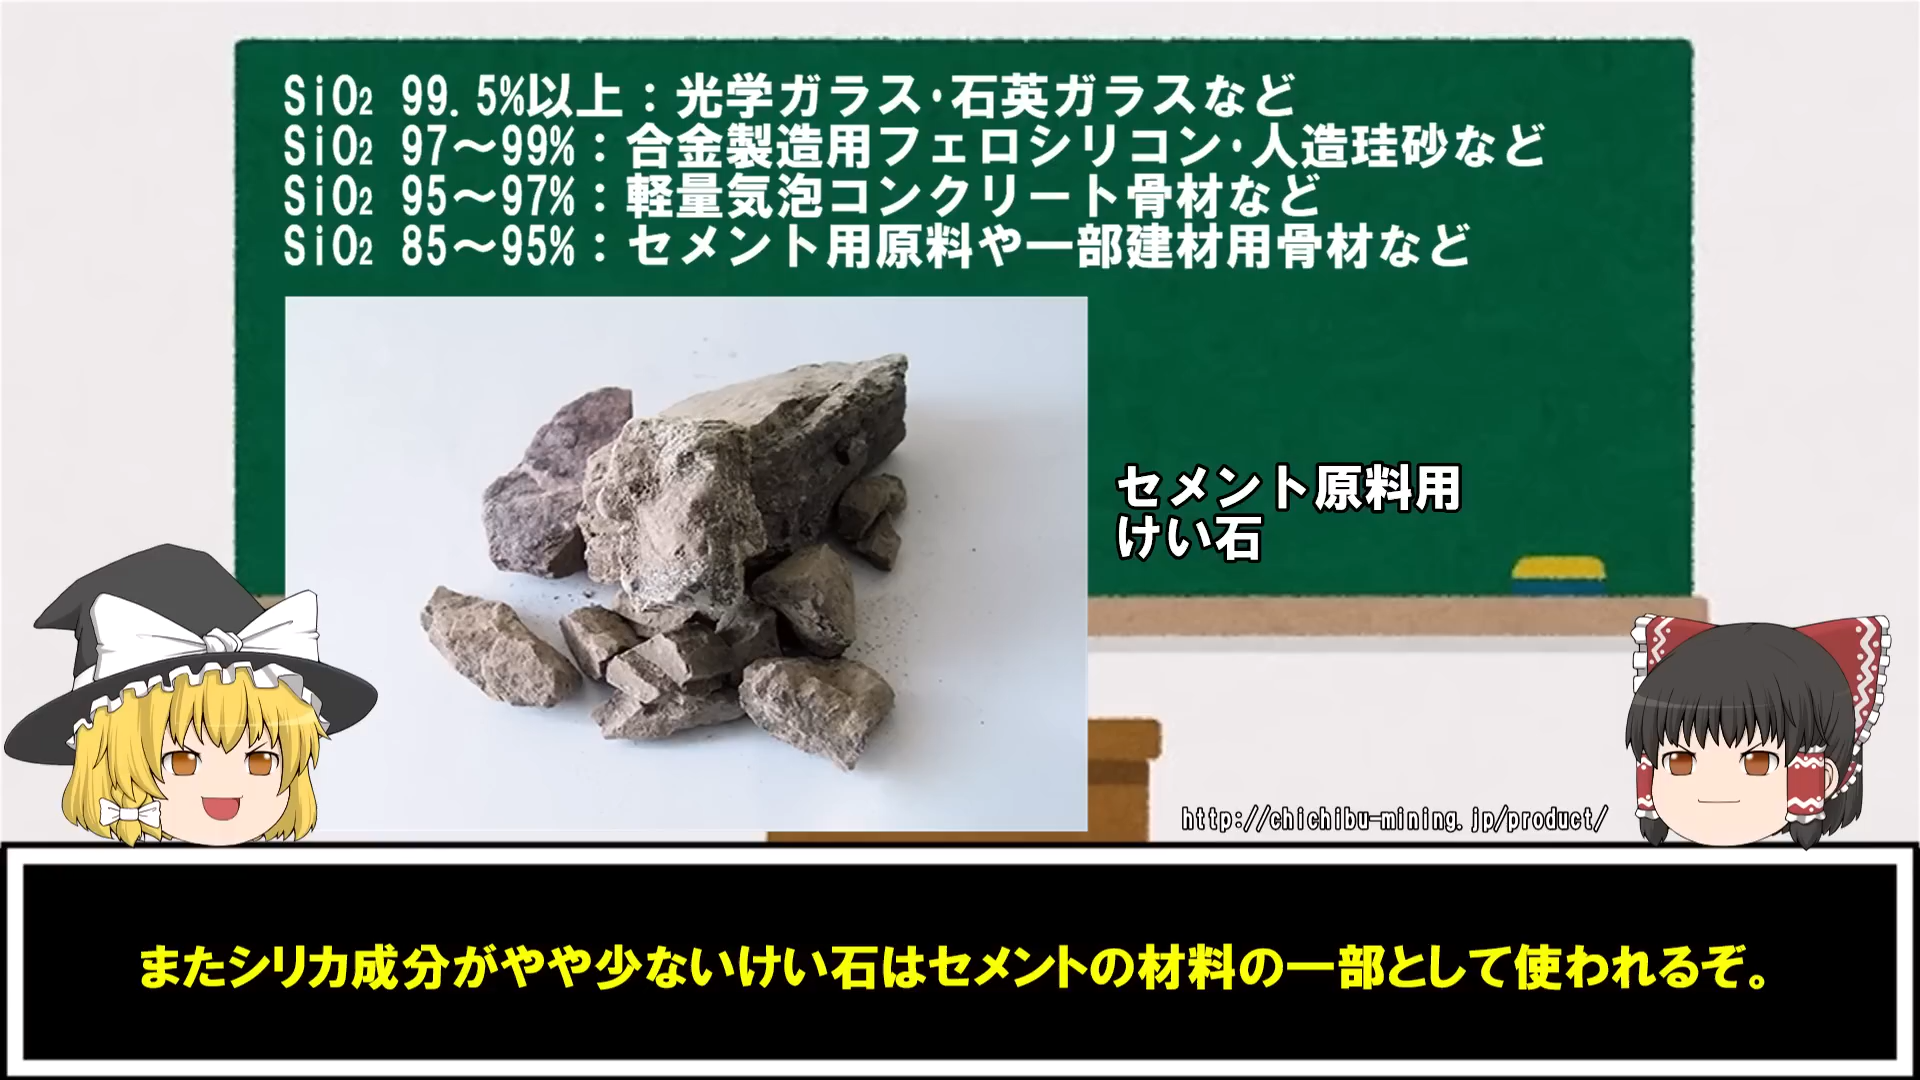 SiO₂ 99.5%以上：光学ガラス･石英ガラスなど
SiO₂ 97～99%：合金製造用フェロシリコン･人造珪砂など
SiO₂ 95～97%：軽量気泡コンクリート骨材など
SiO₂ 85～95%：セメント用原料や一部建材用骨材など
セメント原料用
けい石
http://chichibu-mining.jp/product/
またシリカ成分がやや少ないけい石はセメントの材料の一部として使われるぞ。